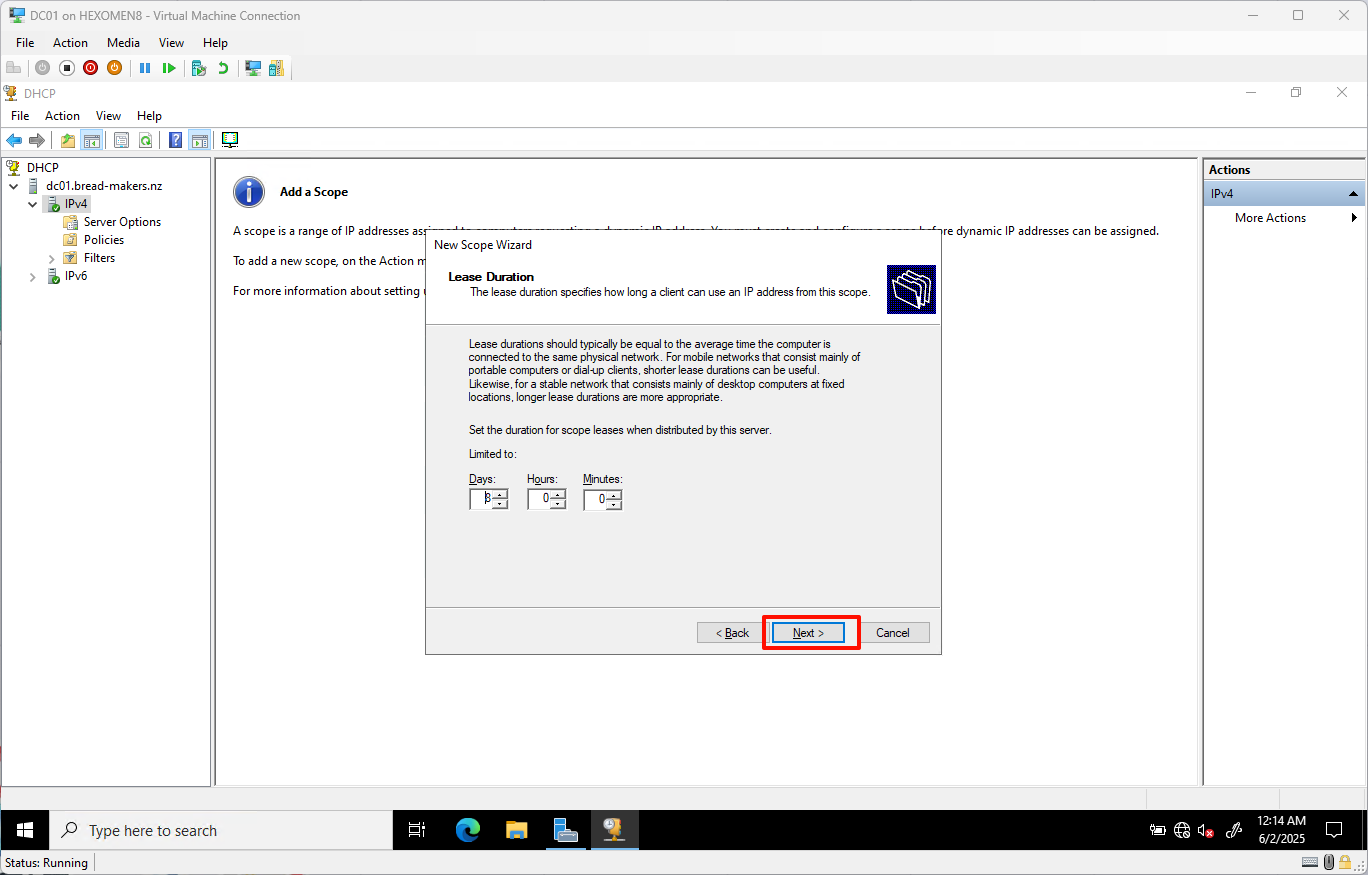 DC01 on HEXOMEN8 - Virtual Machine Connection
File Action Media View Help
DHCP
File Action View Help
DHCP
dc01.bread-makers.nz
IPv4
Server Options
Policies
Filters
IPv6
Add a Scope
A scope is a range of IP addresses before dynamic IP addresses can be assigned.
To add a new scope, on the Action
For more information about setting
New Scope Wizard
Lease Duration
The lease duration specifies how long a client can use an IP address from this scope.
Lease durations should typically be equal to the average time the computer is
connected to the same physical network. For mobile networks that consist mainly of
portable computers or dial-up clients, shorter lease durations can be useful.
Likewise, for a stable network that consists mainly of desktop computers at fixed
locations, longer lease durations are more appropriate.
Set the duration for scope leases when distributed by this server.
Limited to:
Days: Hours: Minutes:
8 0 0
< Back Next > Cancel
Actions
IPv4
More Actions
Type here to search
12:14 AM
6/2/2025
Status: Running